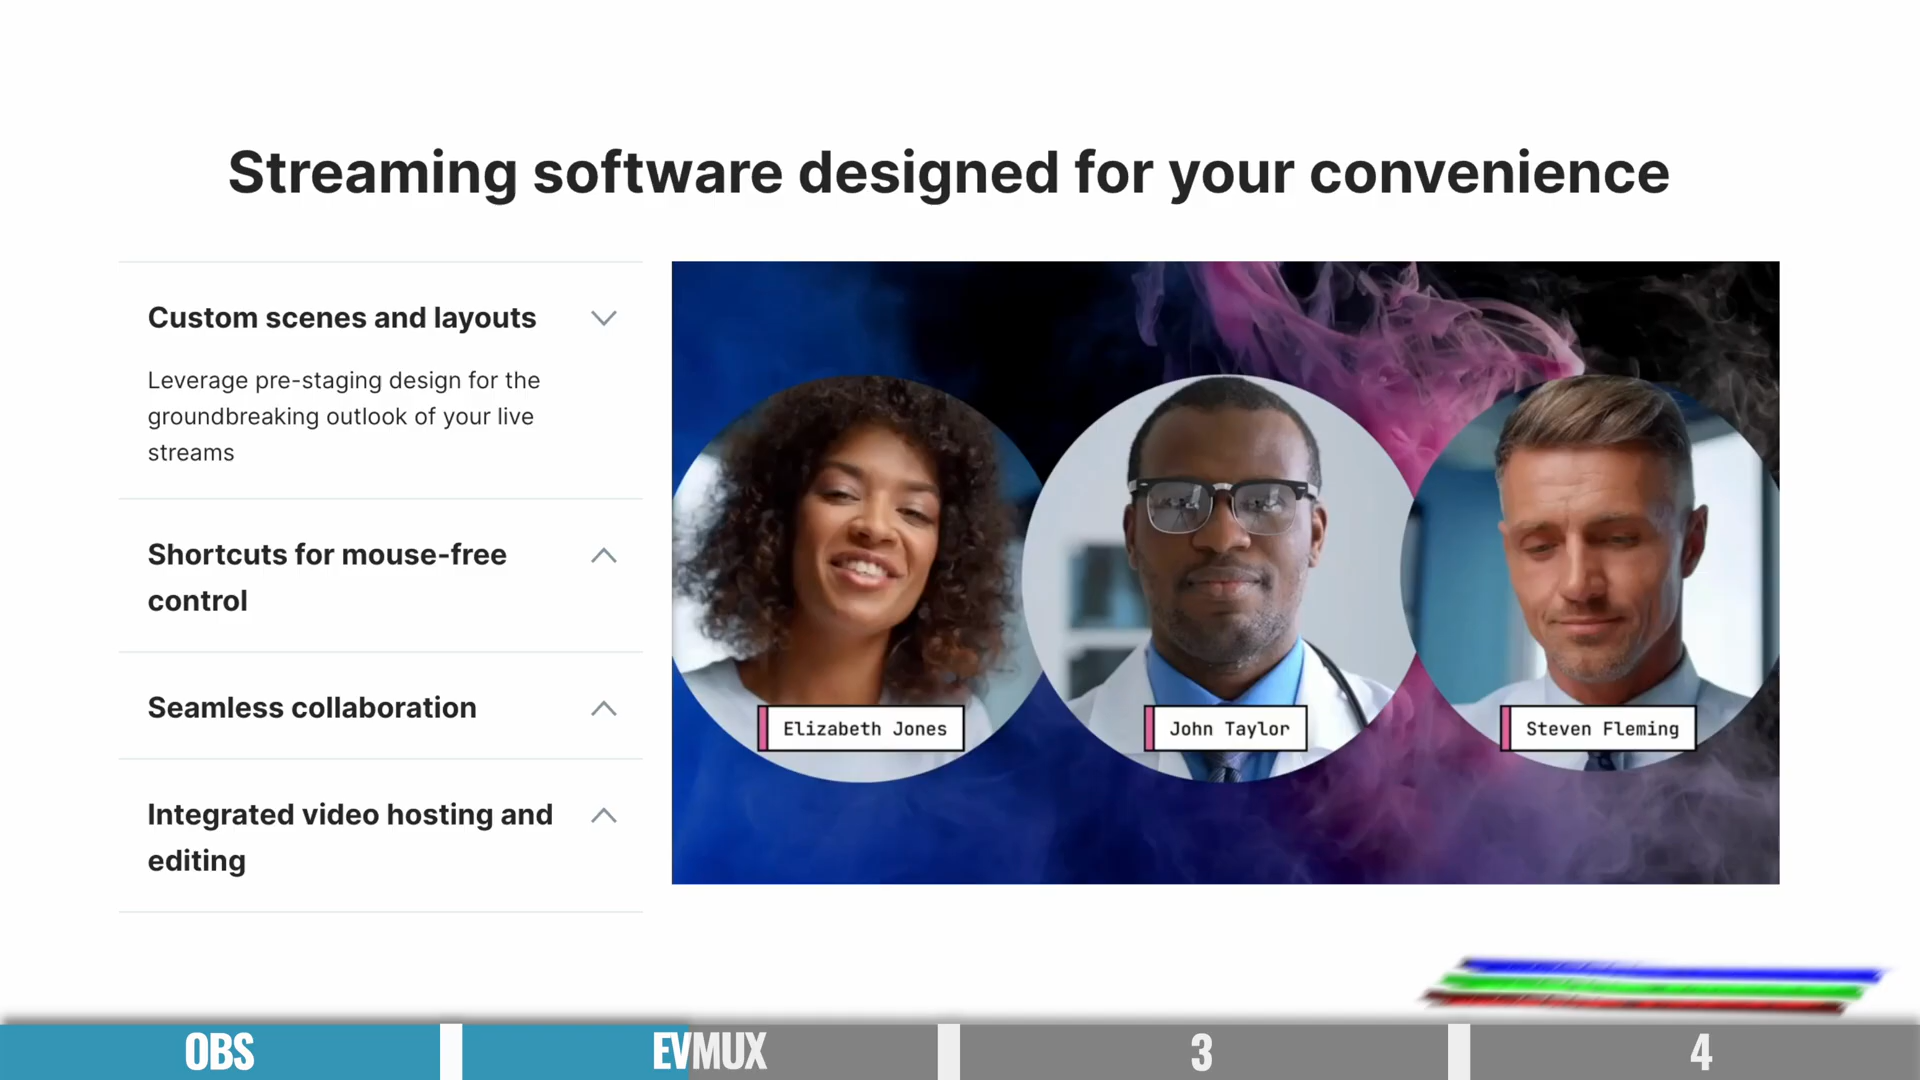 Streaming software designed for your convenience
Custom scenes and layouts
Leverage pre-staging design for the
groundbreaking outlook of your live
streams
Shortcuts for mouse-free
control
Seamless collaboration
Integrated video hosting and
editing
Elizabeth Jones
John Taylor
Steven Fleming
OBS
EVMUX
3
4